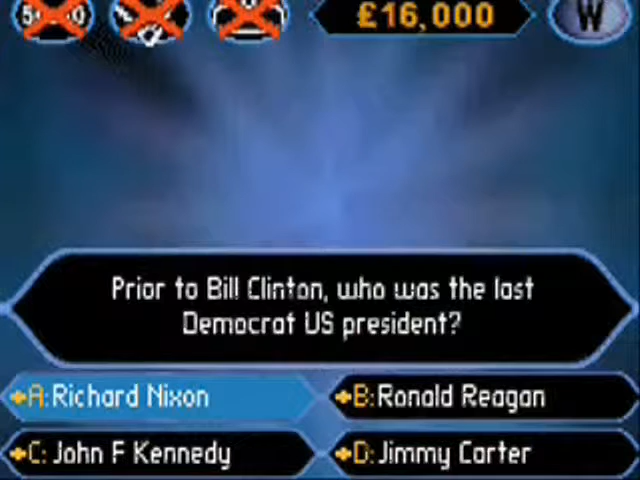 £16,000
W
Prior to Bill Clinton, who was the last
Democrat US president?
A: Richard Nixon
B: Ronald Reagan
C: John F Kennedy
D: Jimmy Carter